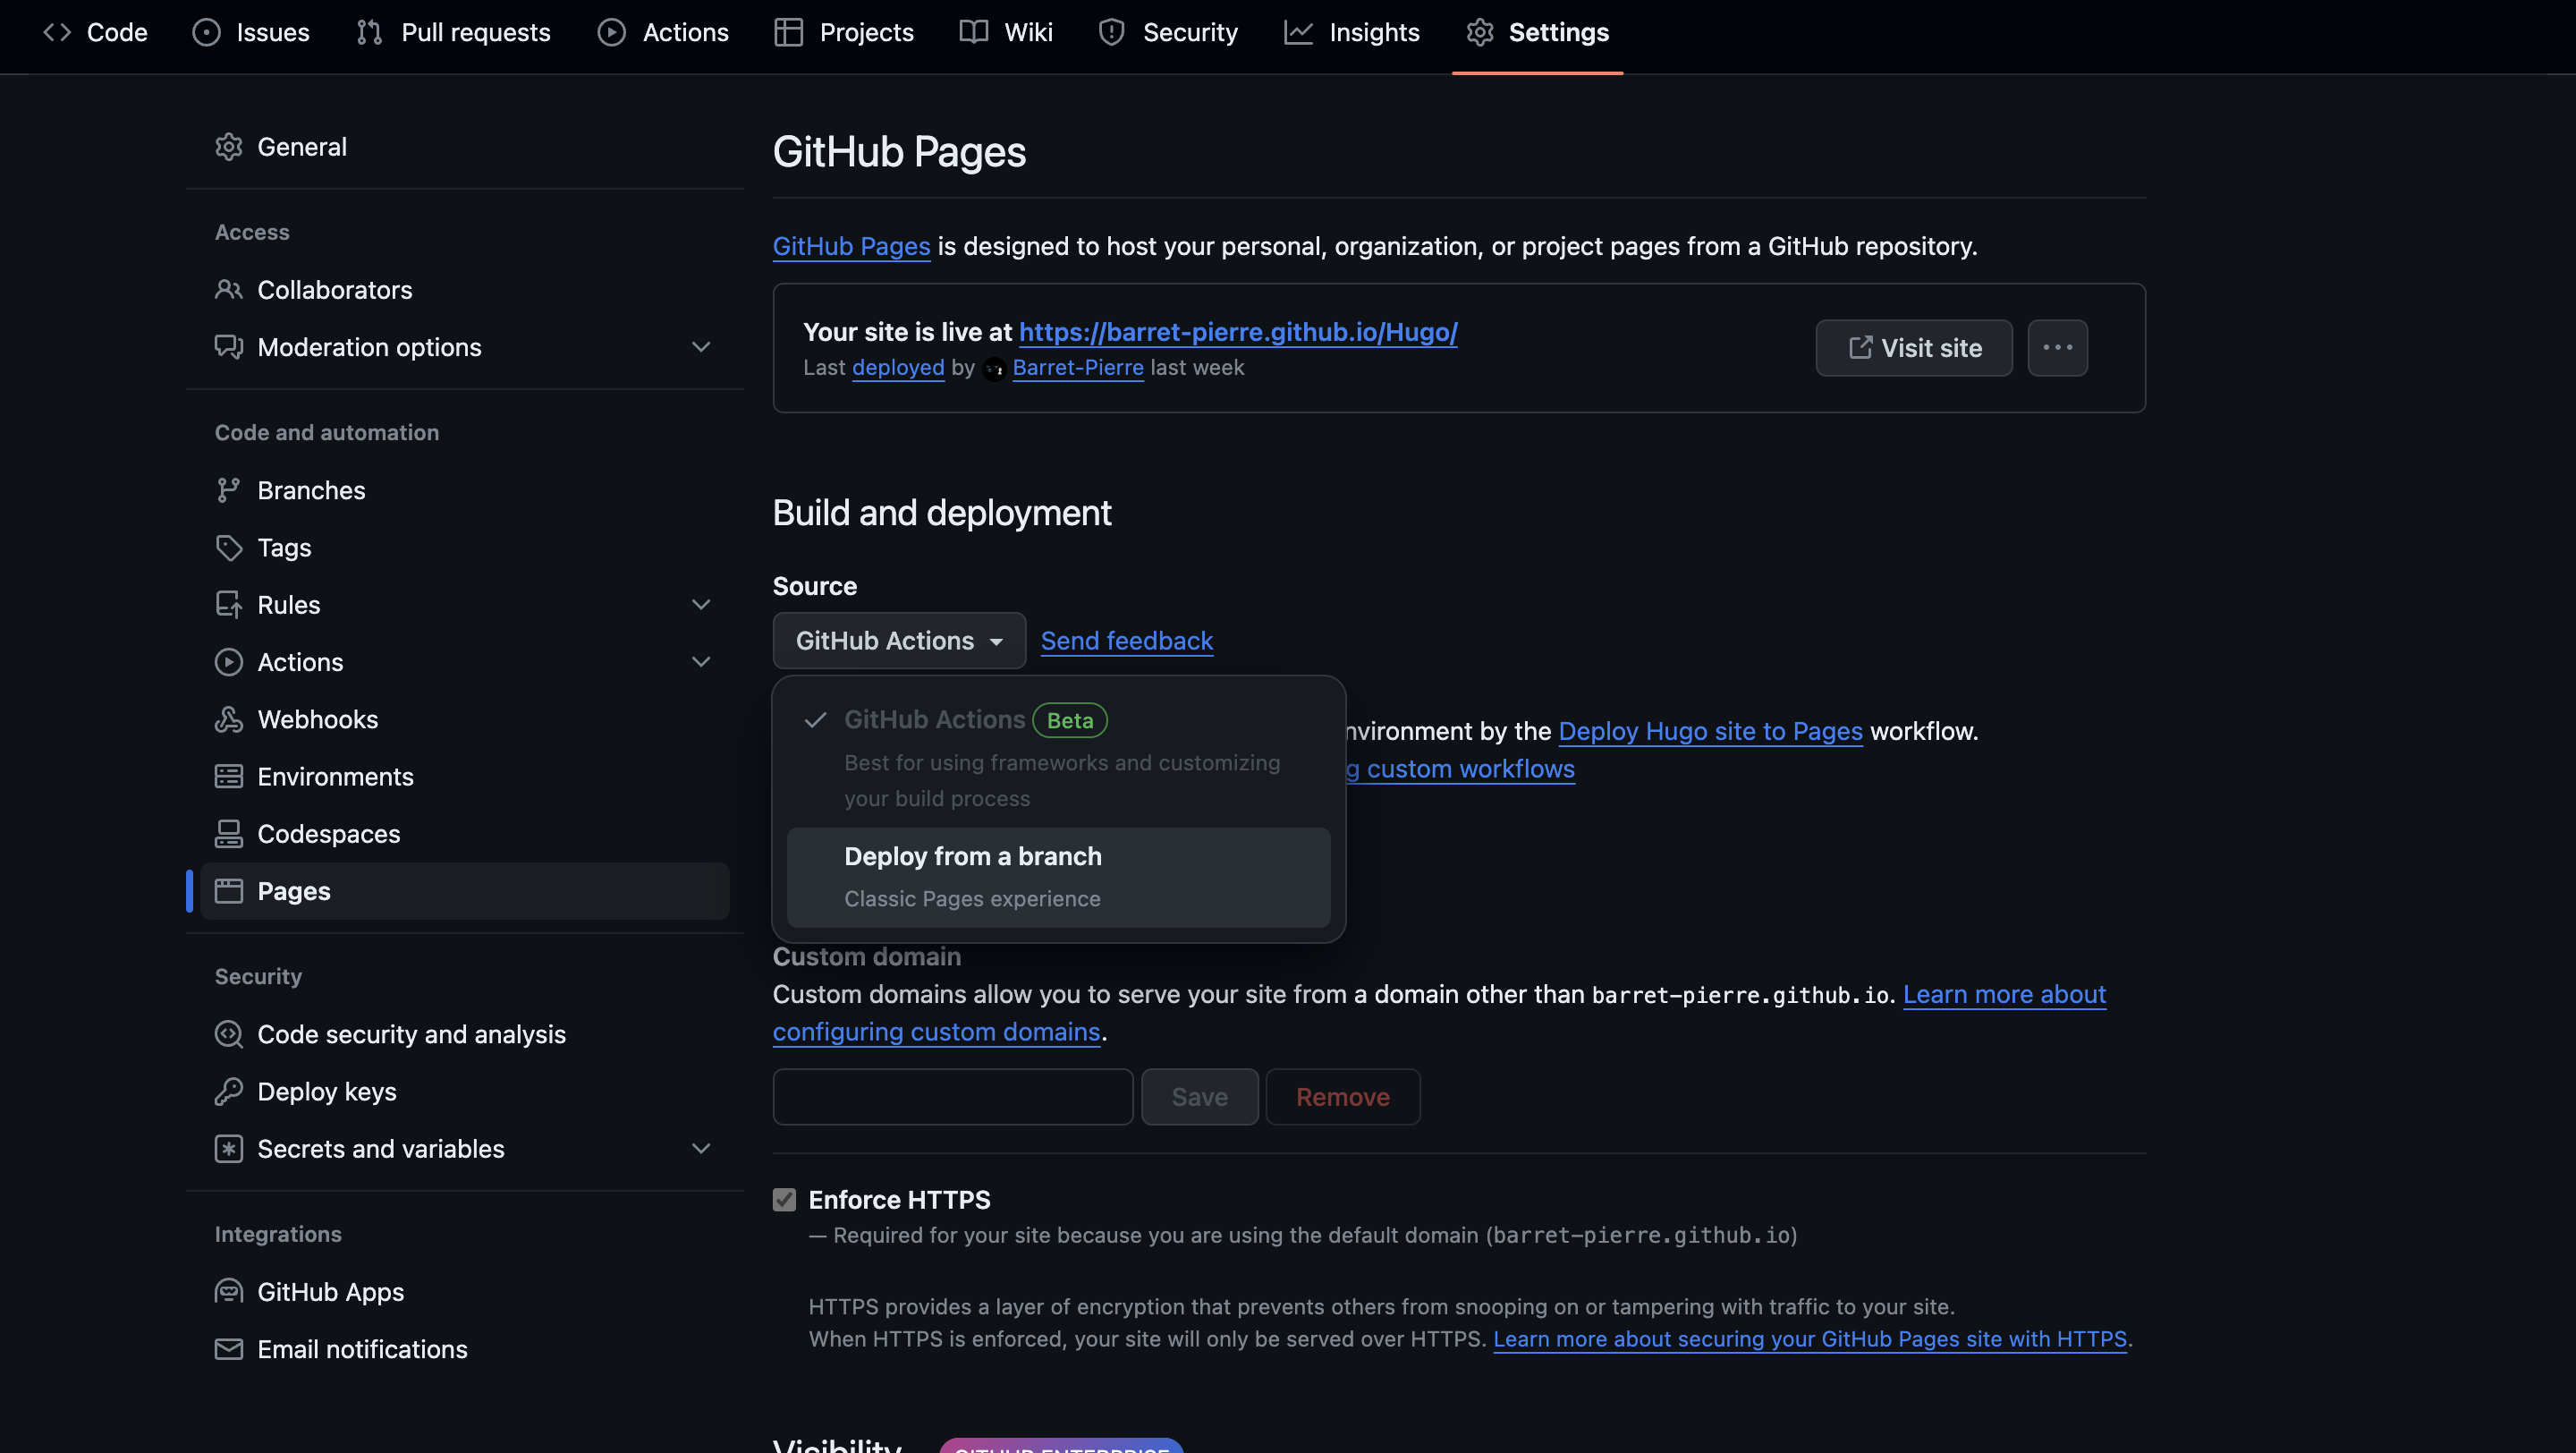 Code Issues Pull requests Actions Projects Wiki Security Insights Settings
General
Access
Collaborators
Moderation options
Code and automation
Branches
Tags
Rules
Actions
Webhooks
Environments
Codespaces
Pages
Security
Code security and analysis
Deploy keys
Secrets and variables
Integrations
GitHub Apps
Email notifications
GitHub Pages
GitHub Pages is designed to host your personal, organization, or project pages from a GitHub repository.
Your site is live at https://barret-pierre.github.io/Hugo/
Last deployed by Barret-Pierre last week
Visit site
Build and deployment
Source
GitHub Actions Send feedback
GitHub Actions Beta
Best for using frameworks and customizing
your build process
Deploy from a branch
Classic Pages experience
nvironment by the Deploy Hugo site to Pages workflow.
g custom workflows
Custom domain
Custom domains allow you to serve your site from a domain other than barret-pierre.github.io. Learn more about
configuring custom domains.
Save Remove
Enforce HTTPS
— Required for your site because you are using the default domain (barret-pierre.github.io)
HTTPS provides a layer of encryption that prevents others from snooping on or tampering with traffic to your site.
When HTTPS is enforced, your site will only be served over HTTPS. Learn more about securing your GitHub Pages site with HTTPS.
Visibility GITHUB ENTERPRISE